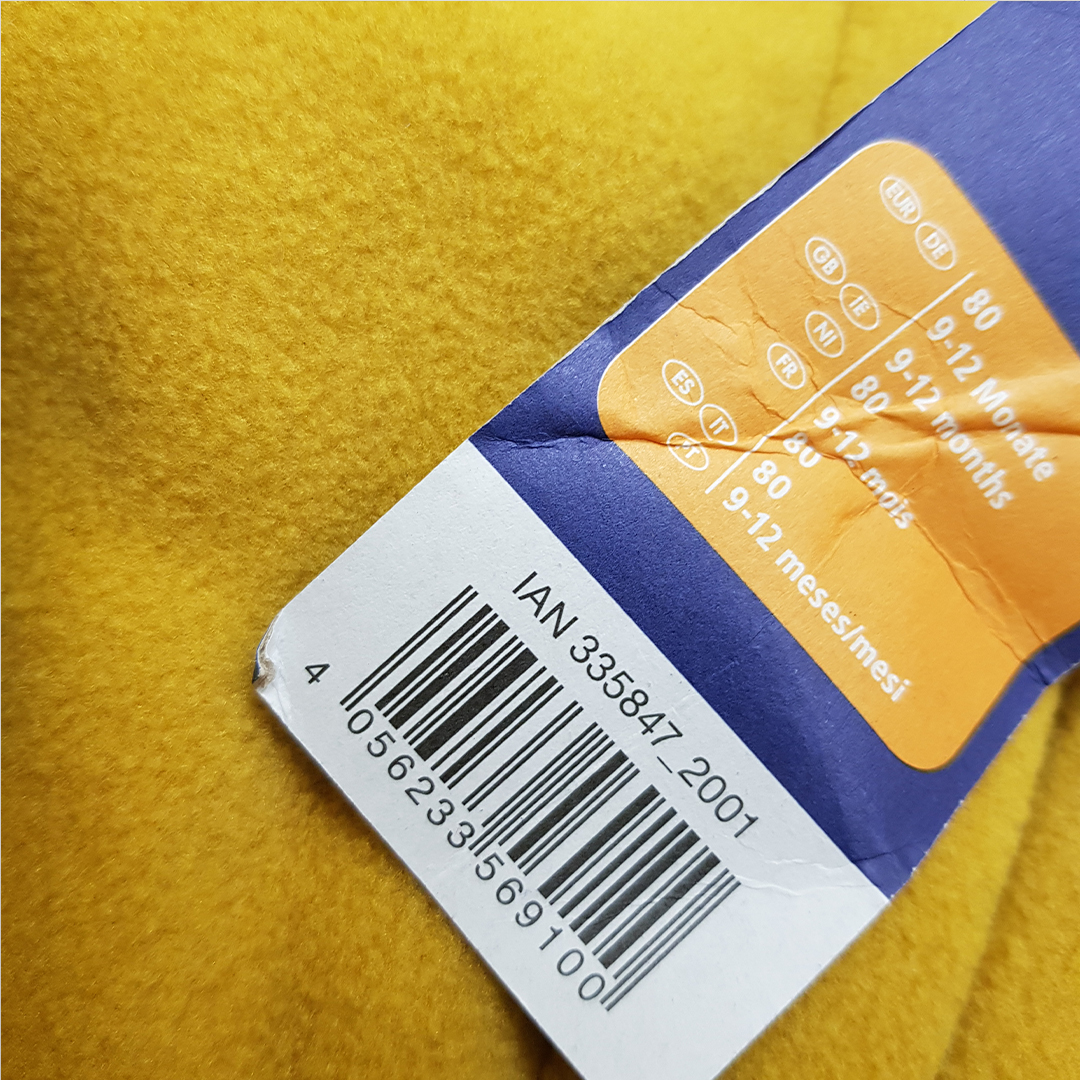 EUR DE 80
9-12 Monate
GB IE 9-12 months
NI 80
FR 9-12 mois
80
ES IT 80
PT 9-12 meses/mesi
IAN 335847_2001
4 056233 569100